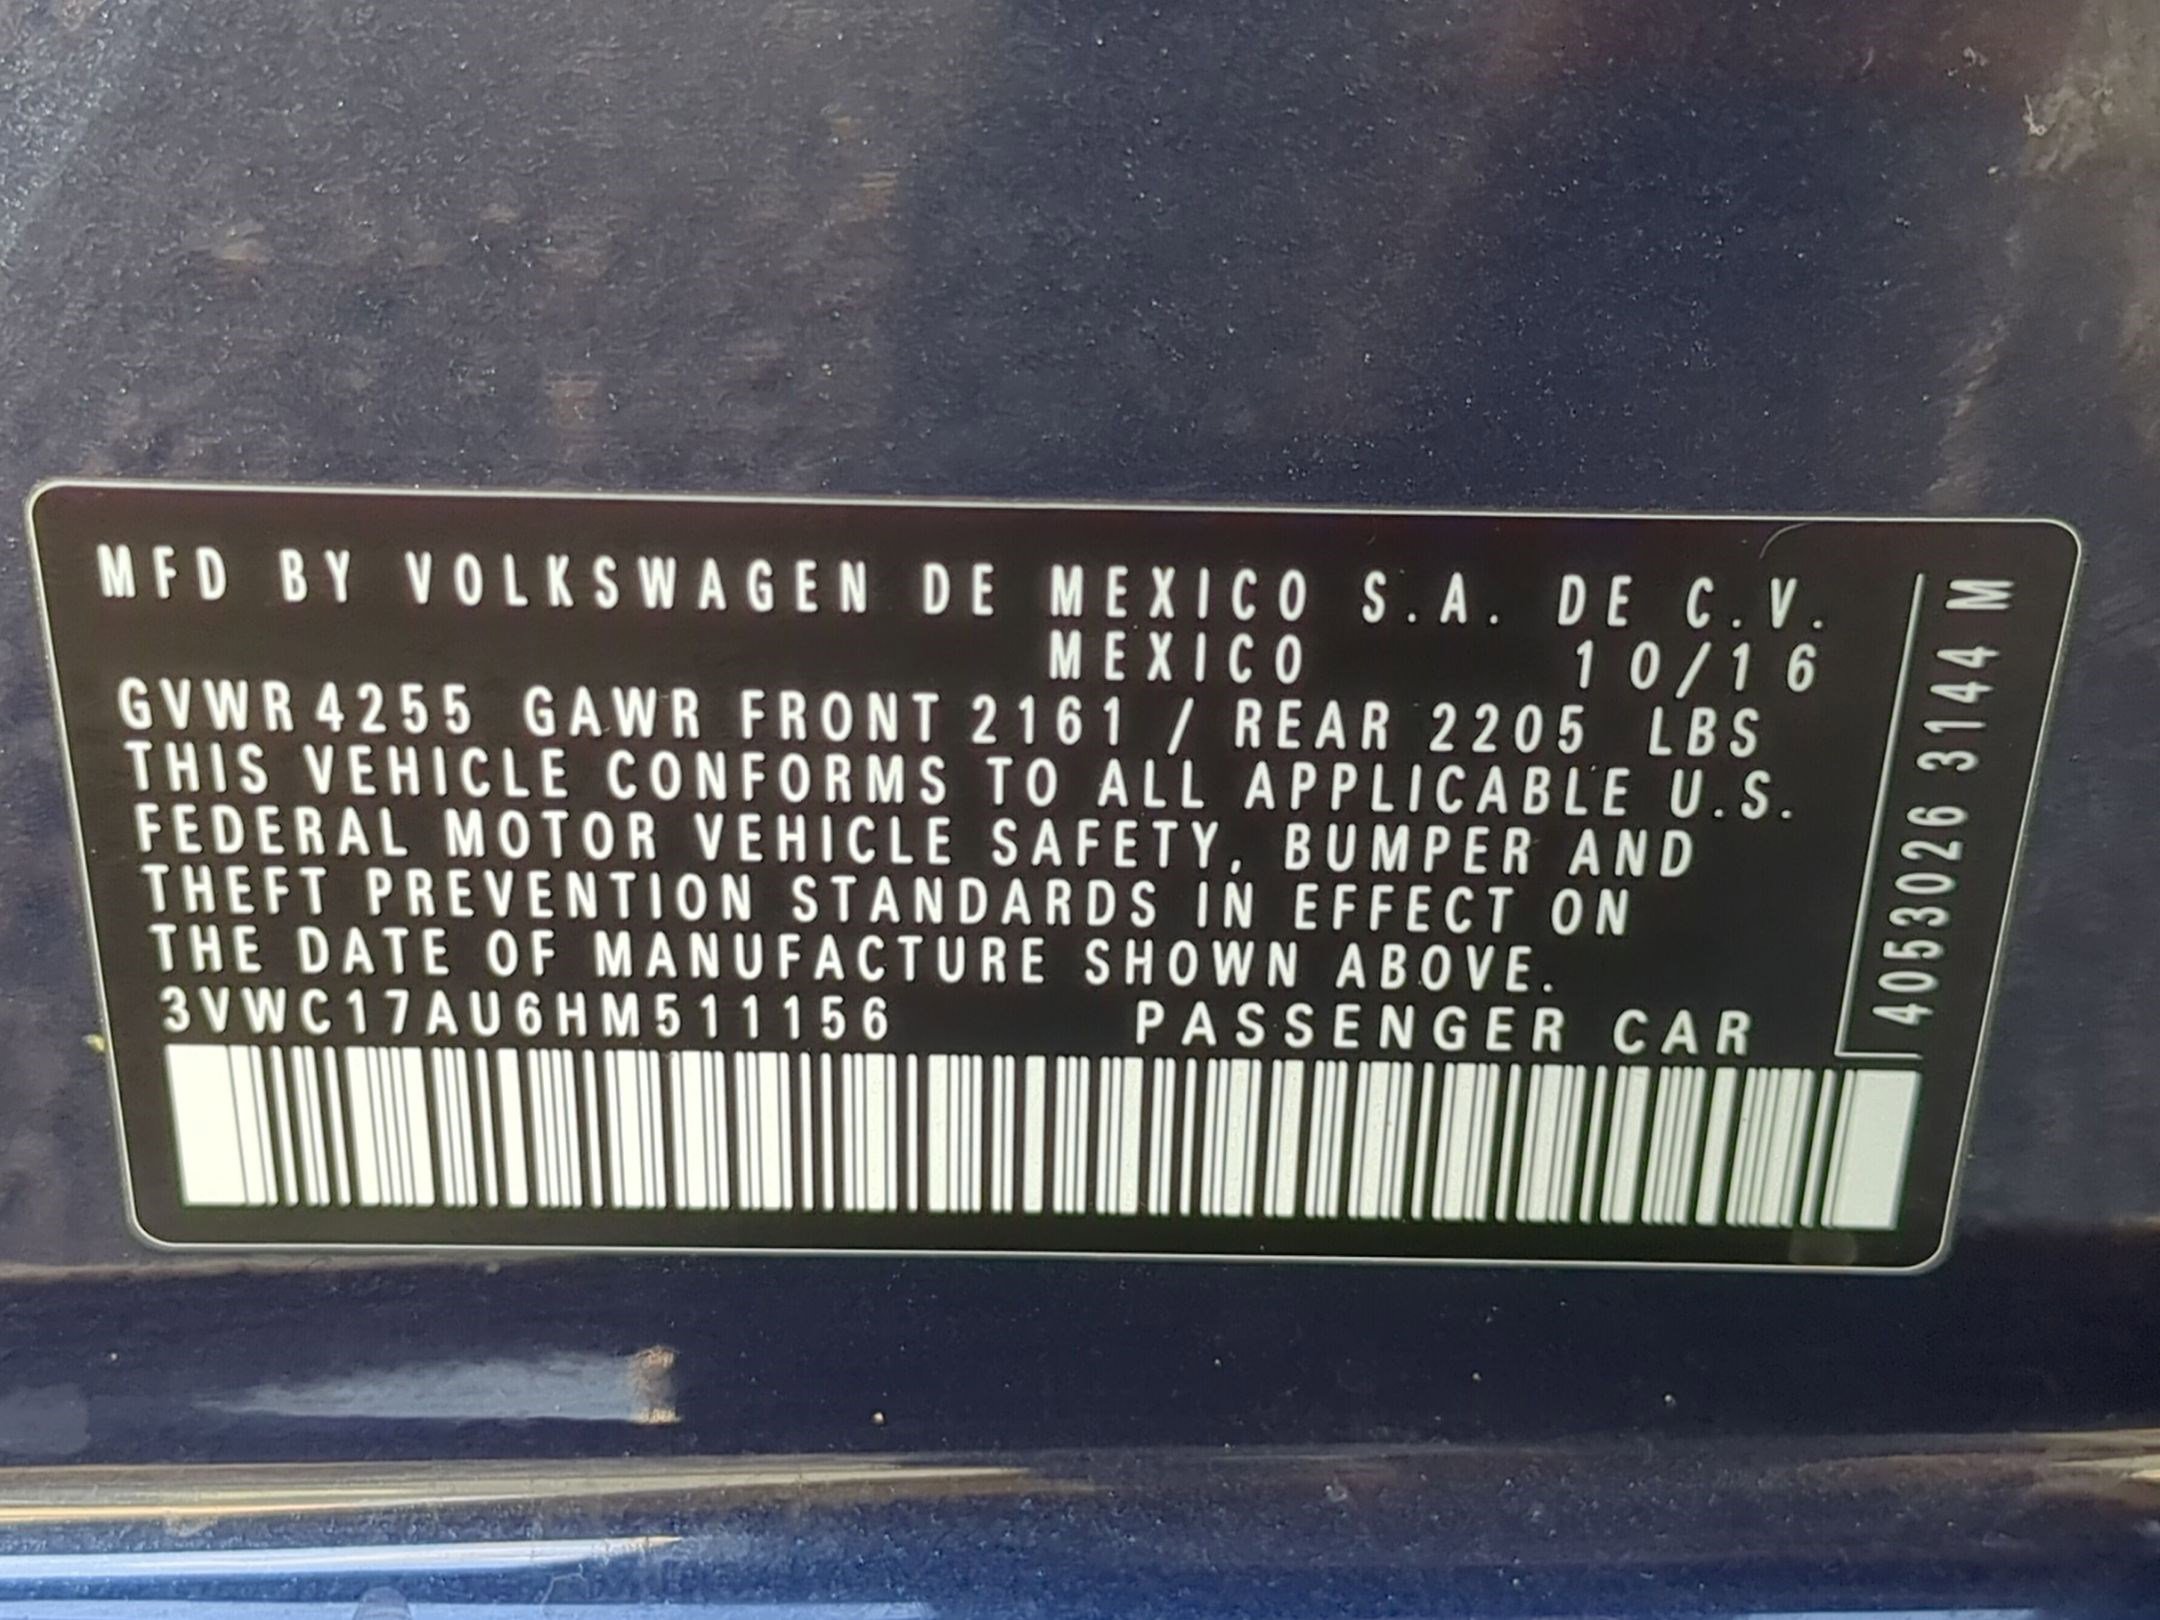 MFD BY VOLKSWAGEN DE MEXICO S.A. DE C.V.
MEXICO 10/16
GVWR 4255 GAWR FRONT 2161 / REAR 2205 LBS
THIS VEHICLE CONFORMS TO ALL APPLICABLE U.S.
FEDERAL MOTOR VEHICLE SAFETY, BUMPER AND
THEFT PREVENTION STANDARDS IN EFFECT ON
THE DATE OF MANUFACTURE SHOWN ABOVE.
3VWC17AU6HM511156 PASSENGER CAR
4053026 3144 M